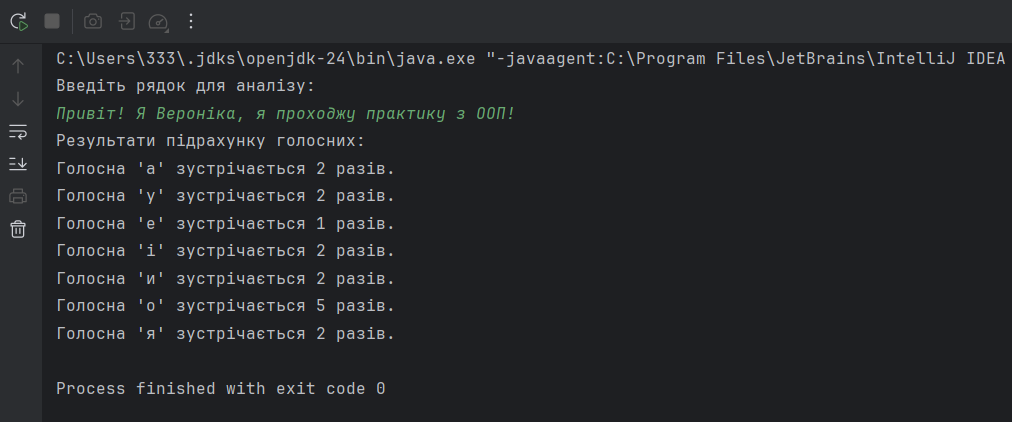 C:\Users\333\.jdks\openjdk-24\bin\java.exe "-javaagent:C:\Program Files\JetBrains\IntelliJ IDEA
Введіть рядок для аналізу:
Привіт! Я Вероніка, я проходжу практику з ООП!
Результати підрахунку голосних:
Голосна 'а' зустрічається 2 разів.
Голосна 'у' зустрічається 2 разів.
Голосна 'е' зустрічається 1 разів.
Голосна 'і' зустрічається 2 разів.
Голосна 'и' зустрічається 2 разів.
Голосна 'о' зустрічається 5 разів.
Голосна 'я' зустрічається 2 разів.
Process finished with exit code 0